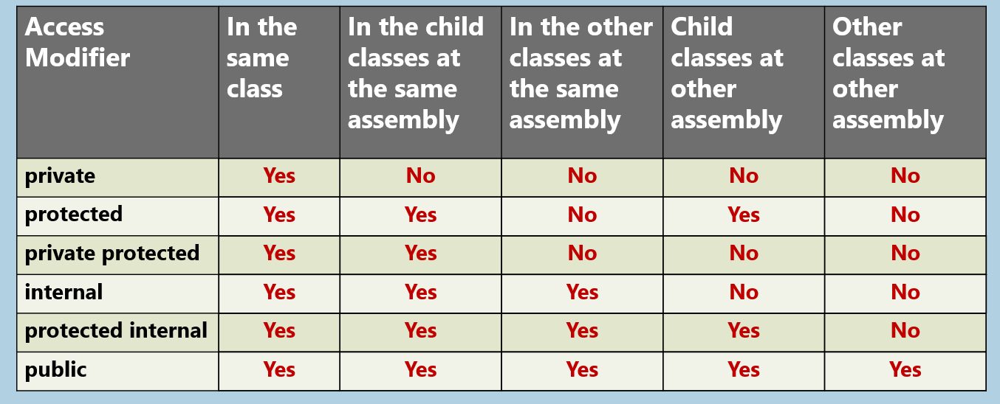 Access Modifier | In the same class | In the child classes at the same assembly | In the other classes at the same assembly | Child classes at other assembly | Other classes at other assembly
private | Yes | No | No | No | No
protected | Yes | Yes | No | Yes | No
private protected | Yes | Yes | No | No | No
internal | Yes | Yes | Yes | No | No
protected internal | Yes | Yes | Yes | Yes | No
public | Yes | Yes | Yes | Yes | Yes